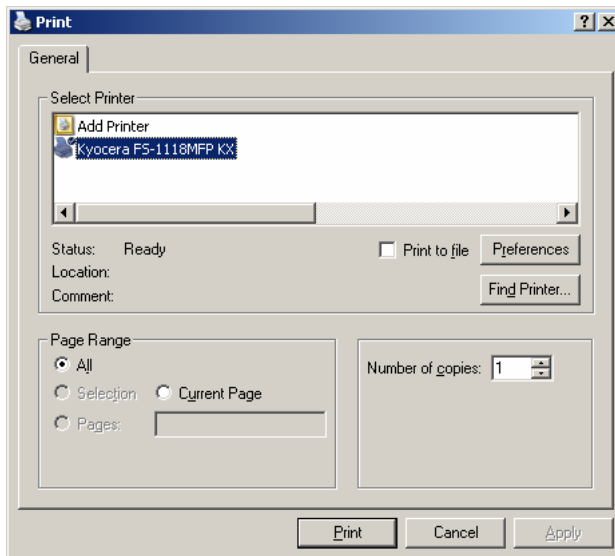 Print
General
Select Printer
Add Printer
Kyocera FS-1118MFP KX
Status: Ready
Print to file
Preferences
Location:
Comment:
Find Printer...
Page Range
All
Selection
Current Page
Pages:
Number of copies: 1
Print
Cancel
Apply